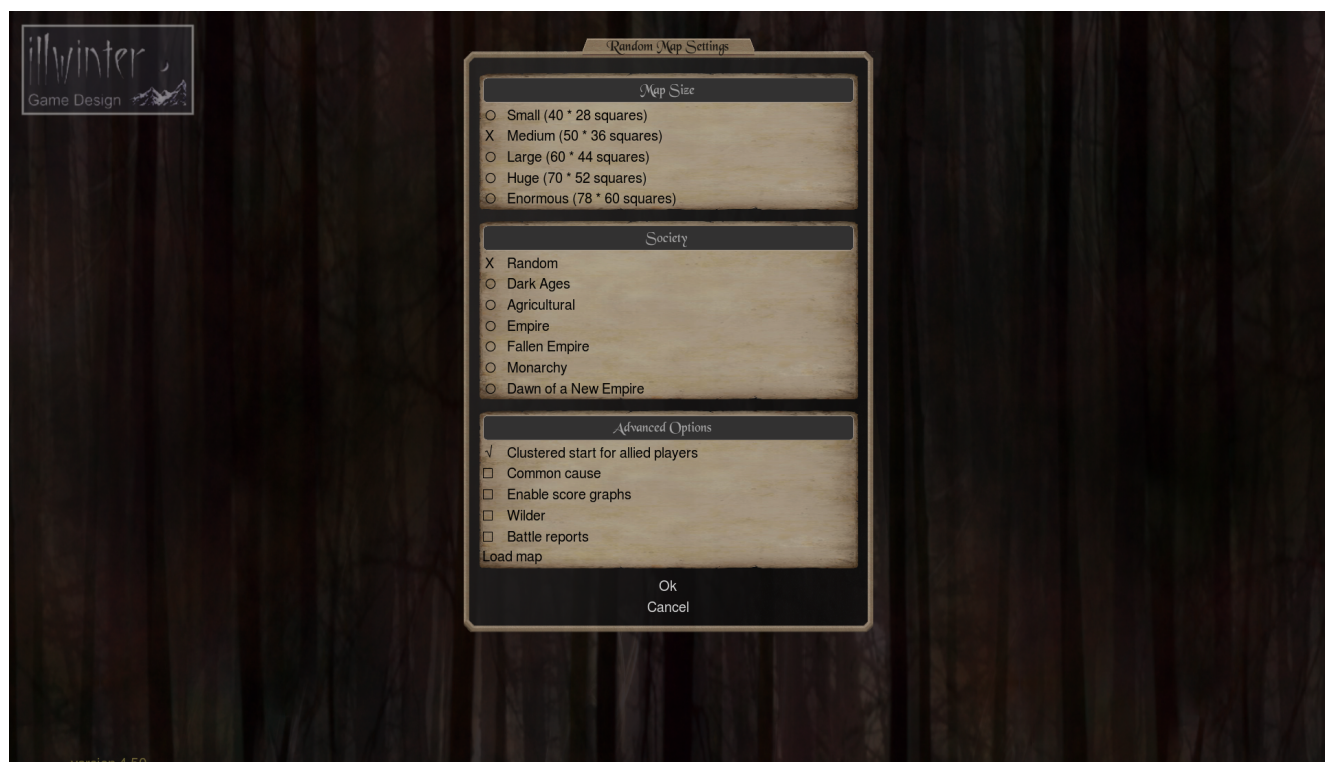 illwinter
Game Design
Random Map Settings
Map Size
O Small (40 * 28 squares)
X Medium (50 * 36 squares)
O Large (60 * 44 squares)
O Huge (70 * 52 squares)
O Enormous (78 * 60 squares)
Society
X Random
O Dark Ages
O Agricultural
O Empire
O Fallen Empire
O Monarchy
O Dawn of a New Empire
Advanced Options
√ Clustered start for allied players
□ Common cause
□ Enable score graphs
□ Wilder
□ Battle reports
Load map
Ok
Cancel
version 4.50